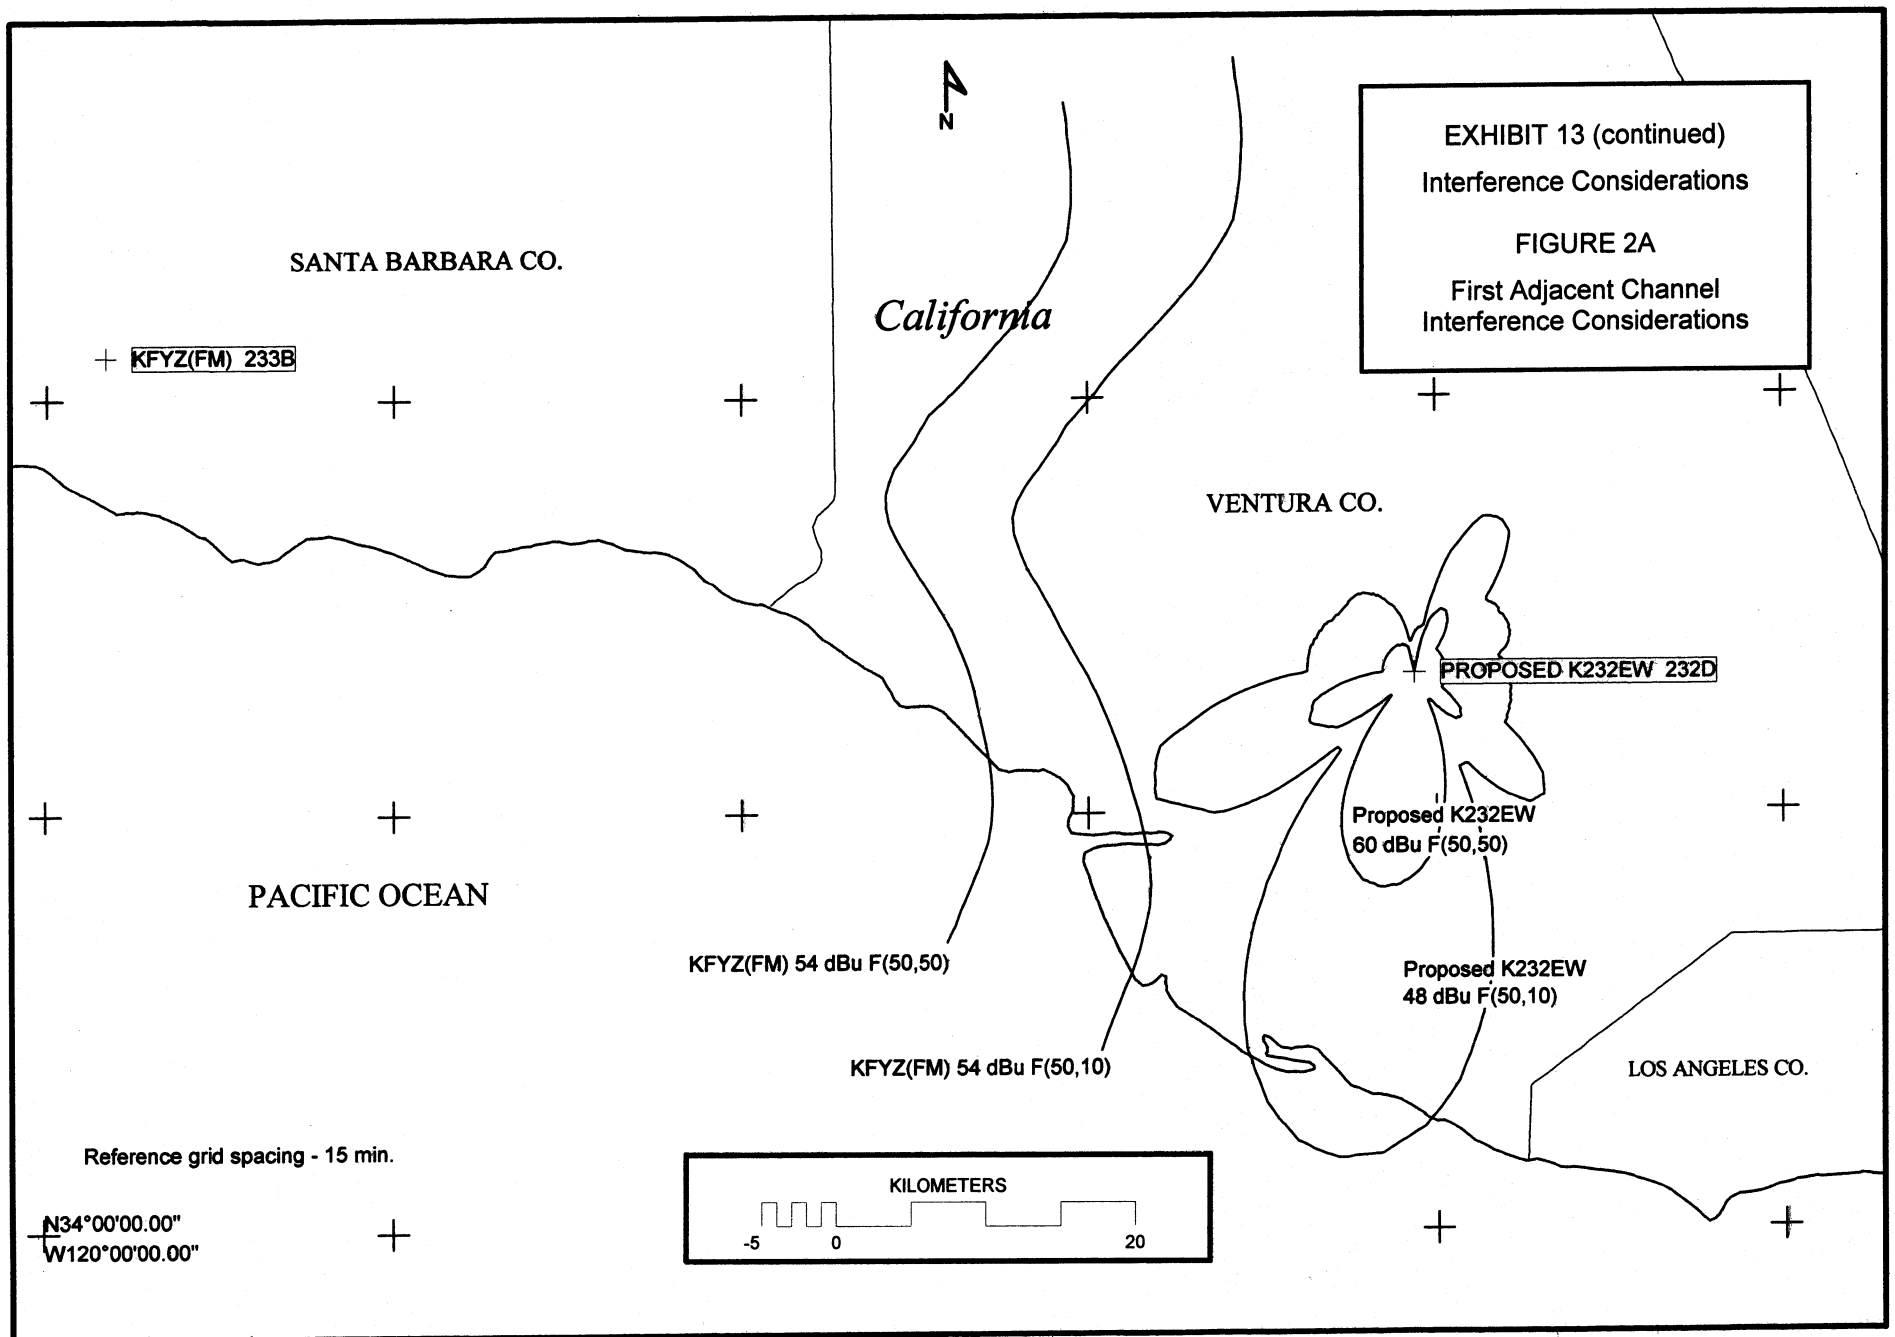 N
EXHIBIT 13 (continued)
Interference Considerations
FIGURE 2A
First Adjacent Channel
Interference Considerations
SANTA BARBARA CO.
California
KFYZ(FM) 233B
VENTURA CO.
PROPOSED K232EW 232D
Proposed K232EW
60 dBu F(50,50)
PACIFIC OCEAN
KFYZ(FM) 54 dBu F(50,50)
Proposed K232EW
48 dBu F(50,10)
KFYZ(FM) 54 dBu F(50,10)
LOS ANGELES CO.
Reference grid spacing - 15 min.
KILOMETERS
-5 0 20
N34°00'00.00"
W120°00'00.00"